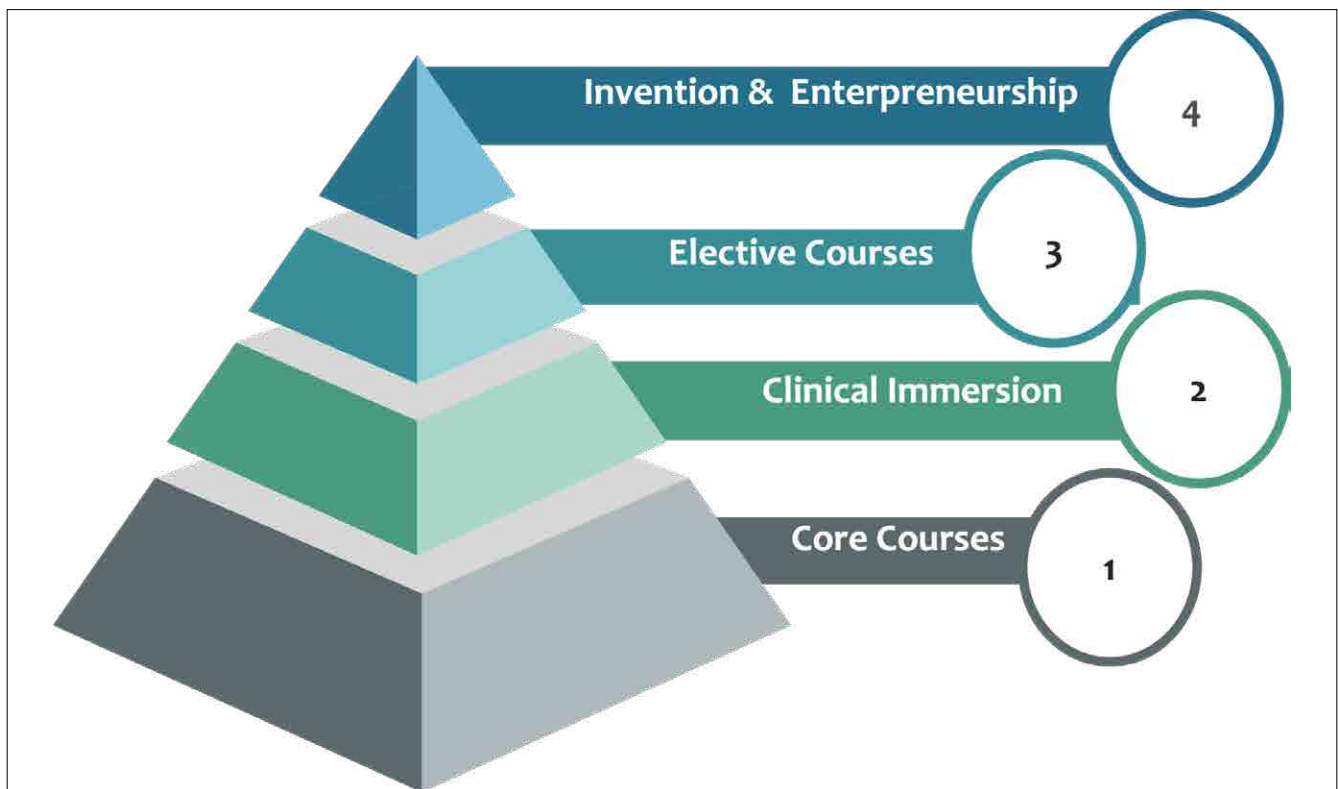 Invention & Enterpreneurship
4
Elective Courses
3
Clinical Immersion
2
Core Courses
1